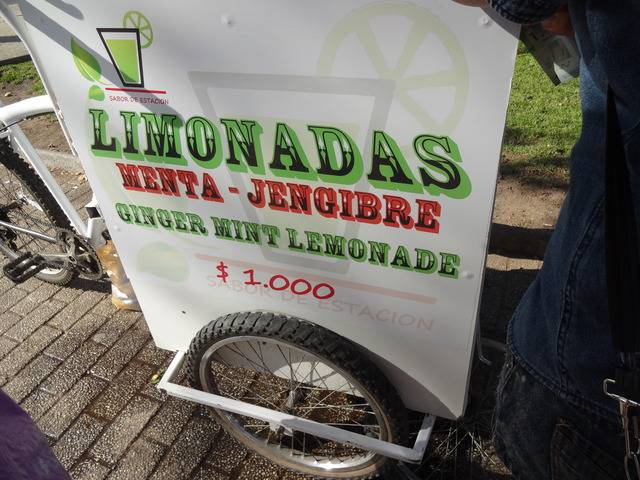 SABOR DE ESTACION
LIMONADAS
MENTA - JENGIBRE
GINGER MINT LEMONADE
$ 1.000
SABOR DE ESTACION